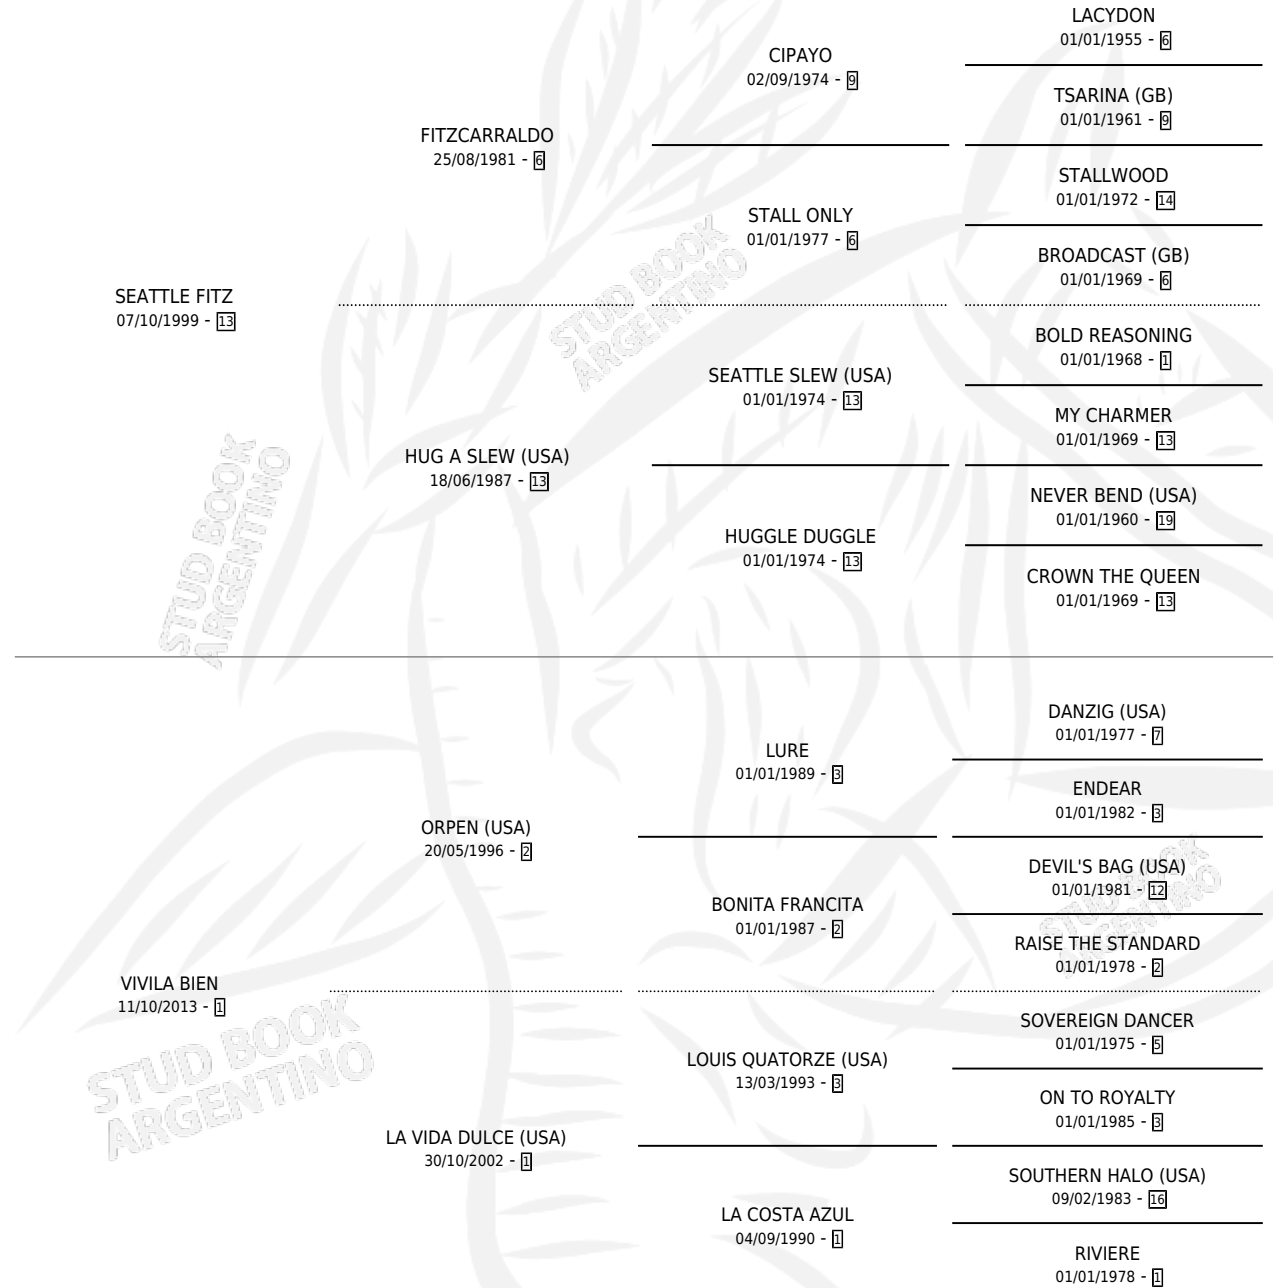 LACYDON
01/01/1955 - 6
CIPAYO
02/09/1974 - 9
TSARINA (GB)
01/01/1961 - 9
FITZCARRALDO
25/08/1981 - 6
STALLWOOD
01/01/1972 - 14
STALL ONLY
01/01/1977 - 6
BROADCAST (GB)
01/01/1969 - 6
SEATTLE FITZ
07/10/1999 - 13
BOLD REASONING
01/01/1968 - 1
SEATTLE SLEW (USA)
01/01/1974 - 13
MY CHARMER
01/01/1969 - 13
HUG A SLEW (USA)
18/06/1987 - 13
NEVER BEND (USA)
01/01/1960 - 19
HUGGLE DUGGLE
01/01/1974 - 13
CROWN THE QUEEN
01/01/1969 - 13
STUD BOOK
ARGENTINO
STUD BOOK
ARGENTINO
DANZIG (USA)
01/01/1977 - 7
LURE
01/01/1989 - 3
ENDEAR
01/01/1982 - 3
ORPEN (USA)
20/05/1996 - 2
DEVIL'S BAG (USA)
01/01/1981 - 12
BONITA FRANCITA
01/01/1987 - 2
RAISE THE STANDARD
01/01/1978 - 2
STUD BOOK
ARGENTINO
VIVILA BIEN
11/10/2013 - 1
SOVEREIGN DANCER
01/01/1975 - 5
LOUIS QUATORZE (USA)
13/03/1993 - 3
ON TO ROYALTY
01/01/1985 - 3
LA VIDA DULCE (USA)
30/10/2002 - 1
SOUTHERN HALO (USA)
09/02/1983 - 16
LA COSTA AZUL
04/09/1990 - 1
RIVIERE
01/01/1978 - 1
STUD BOOK
ARGENTINO